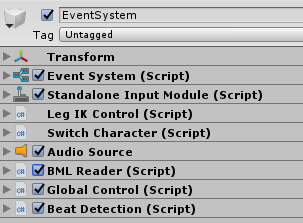 EventSystem
Tag Untagged
Transform
Event System (Script)
Standalone Input Module (Script)
Leg IK Control (Script)
Switch Character (Script)
Audio Source
BML Reader (Script)
Global Control (Script)
Beat Detection (Script)